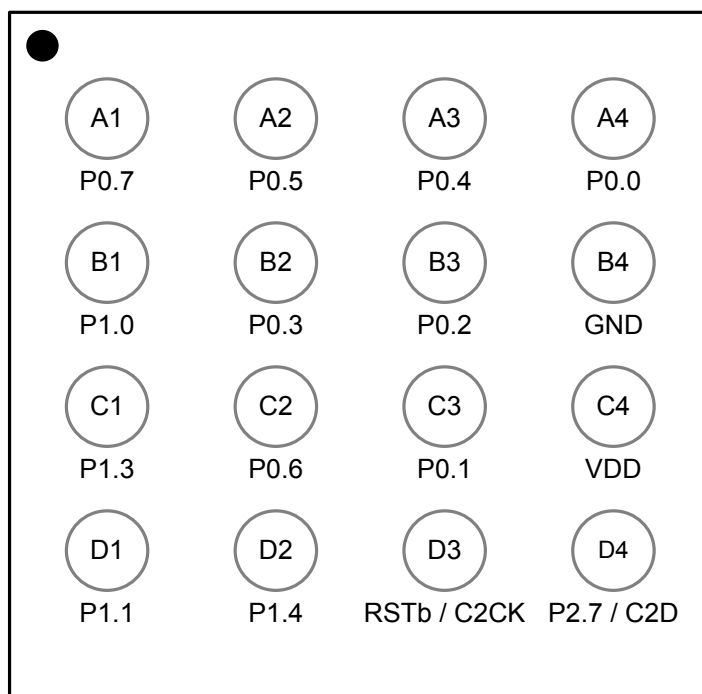 A1 A2 A3 A4
P0.7 P0.5 P0.4 P0.0
B1 B2 B3 B4
P1.0 P0.3 P0.2 GND
C1 C2 C3 C4
P1.3 P0.6 P0.1 VDD
D1 D2 D3 D4
P1.1 P1.4 RSTb / C2CK P2.7 / C2D